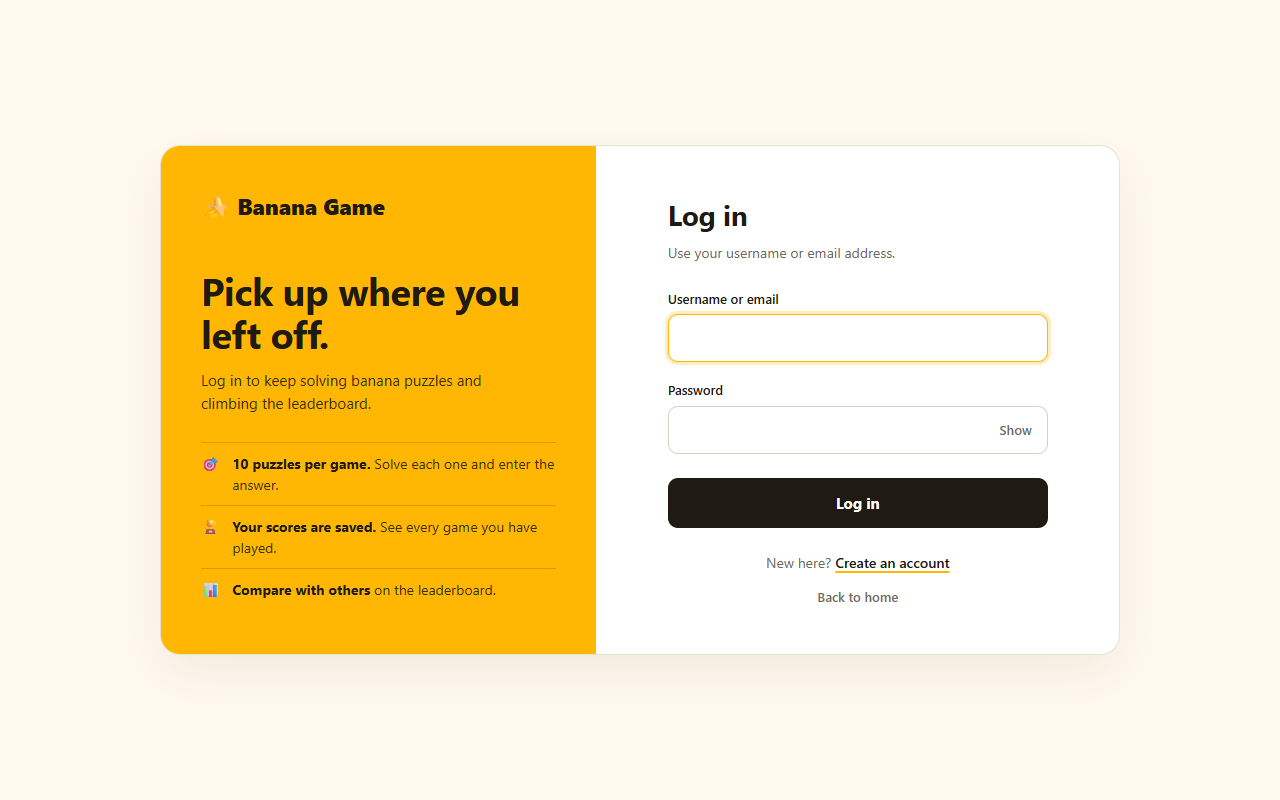 Banana Game
Pick up where you
left off.
Log in to keep solving banana puzzles and
climbing the leaderboard.
10 puzzles per game. Solve each one and enter the
answer.
Your scores are saved. See every game you have
played.
Compare with others on the leaderboard.
Log in
Use your username or email address.
Username or email
Password
Show
Log in
New here? Create an account
Back to home